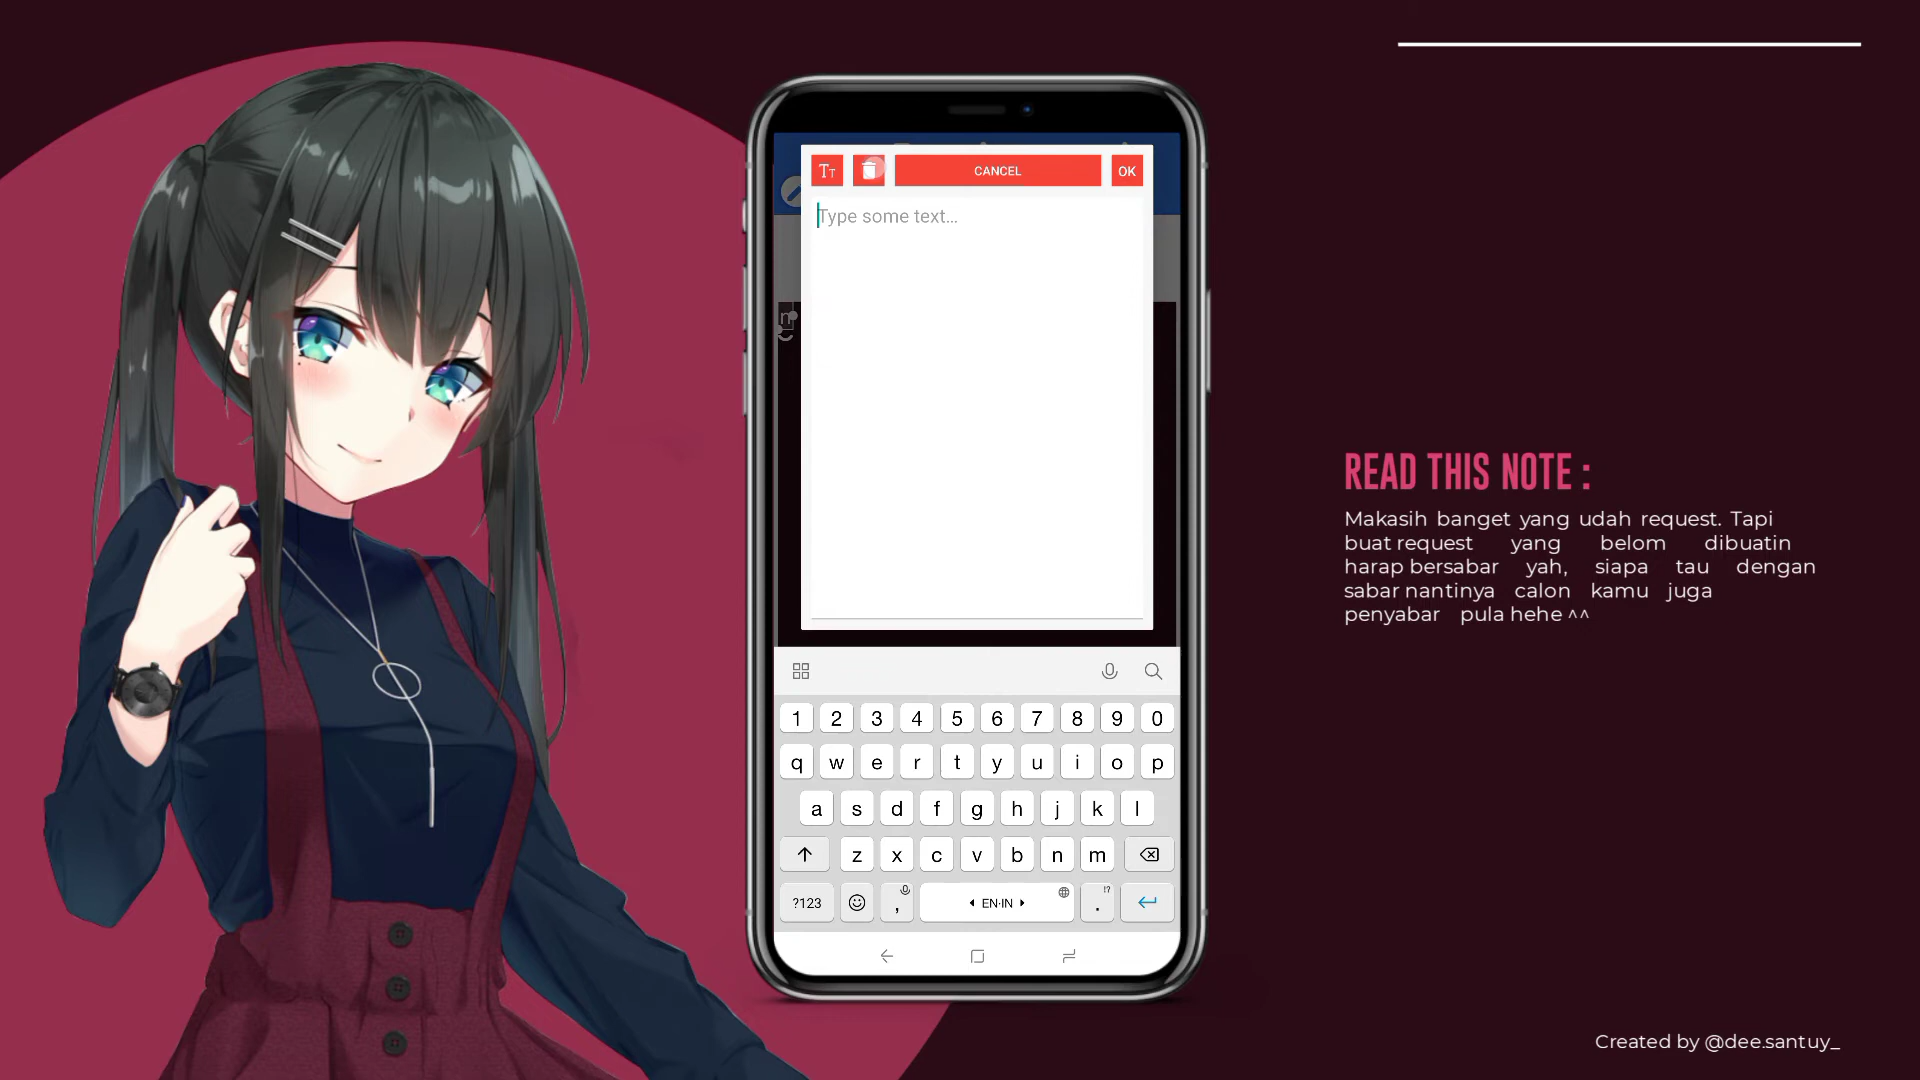 TT
CANCEL
OK
Type some text...
READ THIS NOTE :
Makasih banget yang udah request. Tapi
buat request yang belom dibuatin
harap bersabar yah, siapa tau dengan
sabar nantinya calon kamu juga
penyabar pula hehe ^^
1 2 3 4 5 6 7 8 9 0
q w e r t y u i o p
a s d f g h j k l
z x c v b n m
?123 , EN-IN . !?
Created by @dee.santuy_